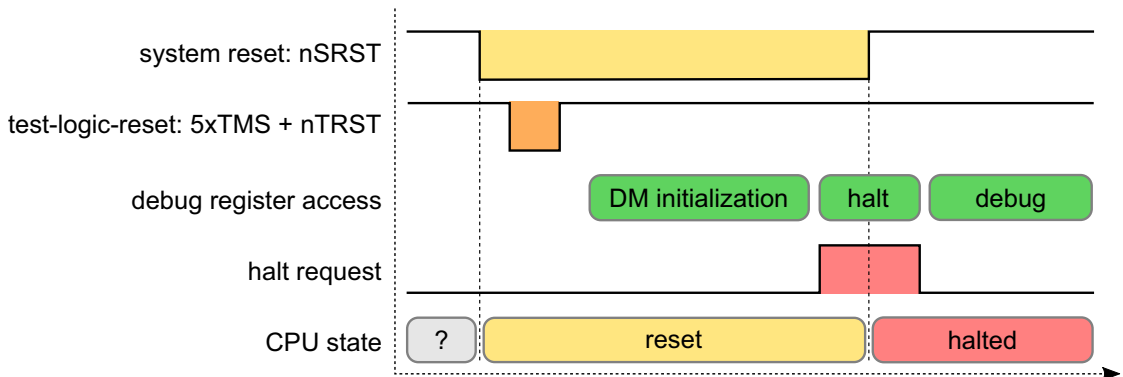 system reset: nSRST
test-logic-reset: 5xTMS + nTRST
debug register access
DM initialization
halt
debug
halt request
CPU state
?
reset
halted